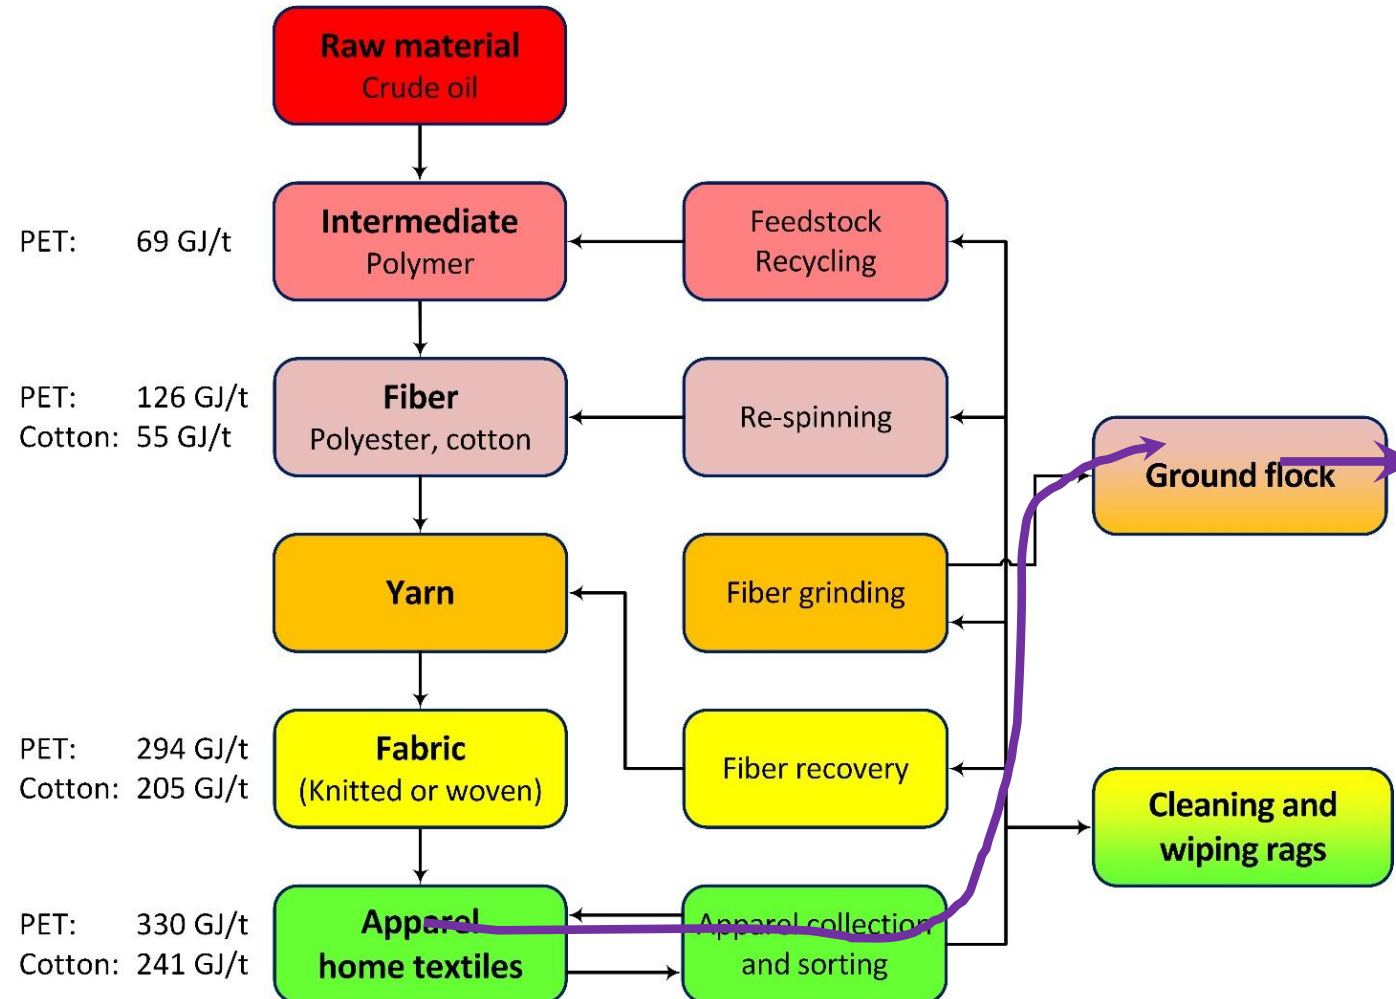 Raw material
Crude oil
PET: 69 GJ/t
Intermediate
Polymer
Feedstock
Recycling
PET: 126 GJ/t
Cotton: 55 GJ/t
Fiber
Polyester, cotton
Re-spinning
Ground flock
Yarn
Fiber grinding
PET: 294 GJ/t
Cotton: 205 GJ/t
Fabric
(Knitted or woven)
Fiber recovery
Cleaning and
wiping rags
PET: 330 GJ/t
Cotton: 241 GJ/t
Apparel
home textiles
Apparel collection
and sorting